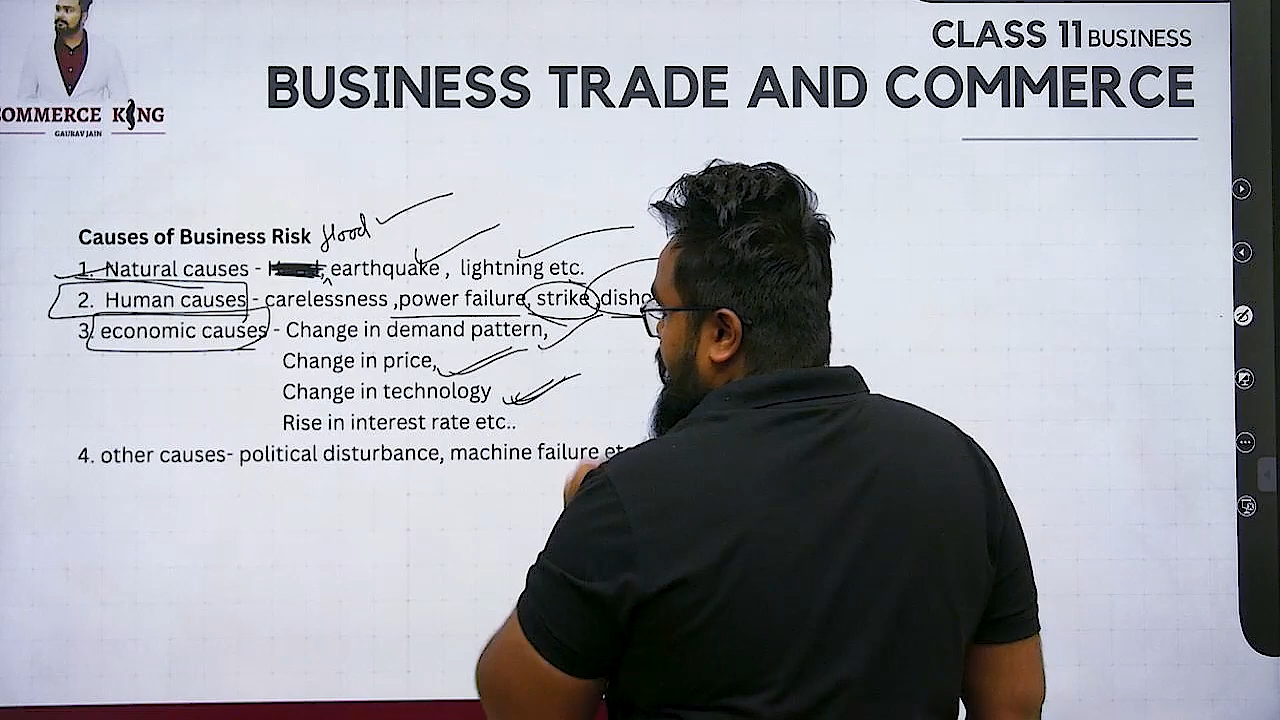 CLASS 11 BUSINESS
BUSINESS TRADE AND COMMERCE
COMMERCE KING
GAURAV JAIN
Causes of Business Risk flood
1. Natural causes - , earthquake , lightning etc.
2. Human causes - carelessness ,power failure, strike ,disho
3. economic causes - Change in demand pattern,
Change in price,
Change in technology
Rise in interest rate etc..
4. other causes- political disturbance, machine failure et